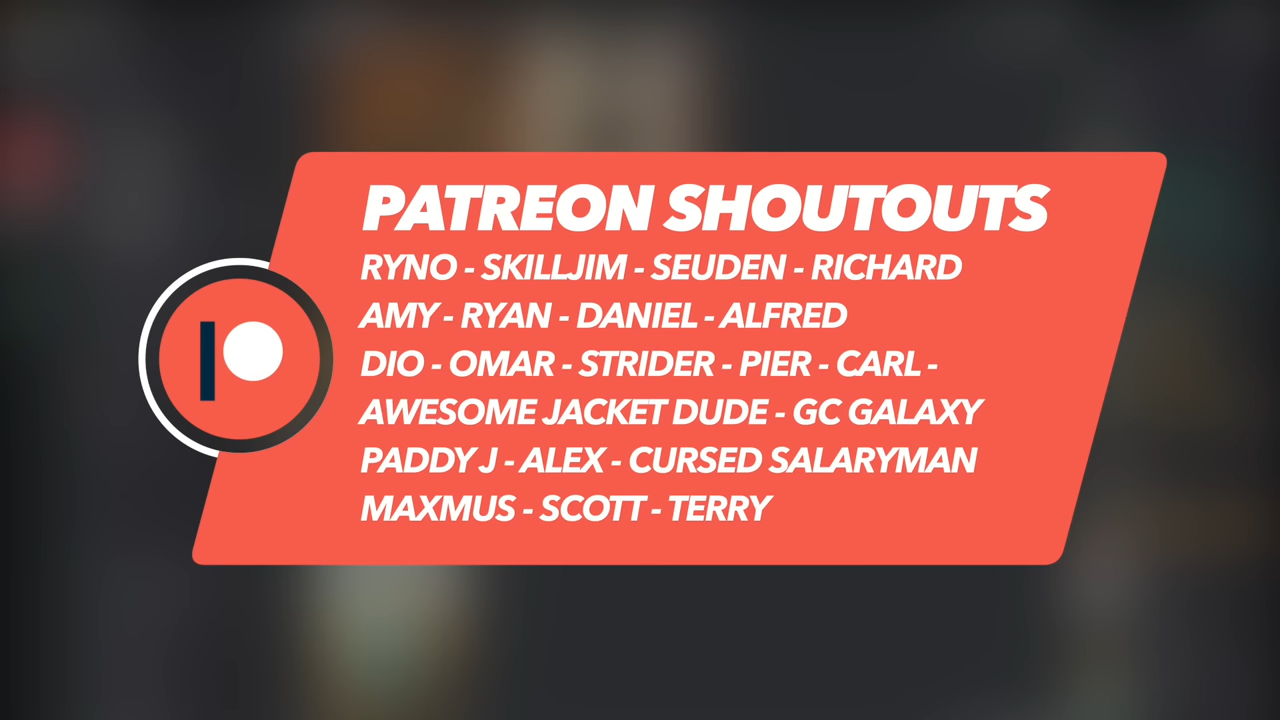 PATREON SHOUTOUTS
RYNO - SKILLJIM - SEUDEN - RICHARD
AMY - RYAN - DANIEL - ALFRED
DIO - OMAR - STRIDER - PIER - CARL -
AWESOME JACKET DUDE - GC GALAXY
PADDY J - ALEX - CURSED SALARYMAN
MAXMUS - SCOTT - TERRY